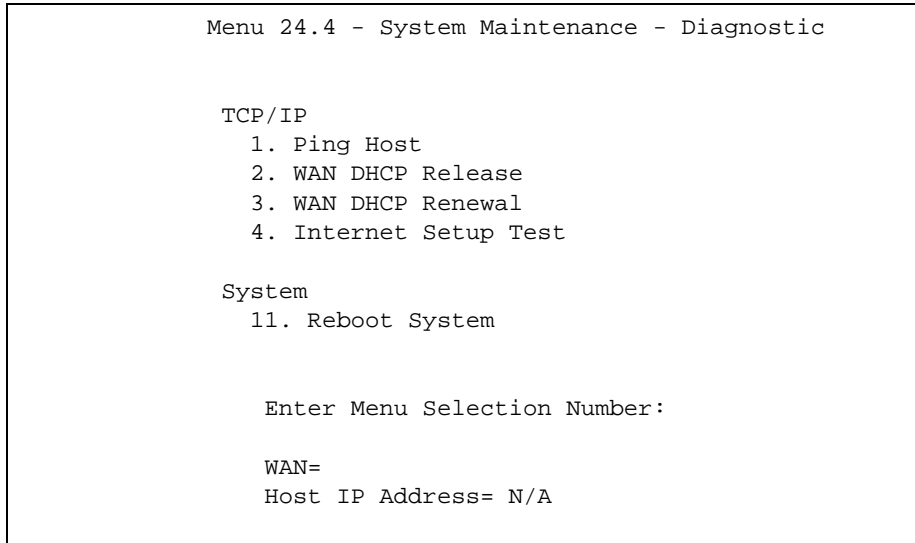 Menu 24.4 - System Maintenance - Diagnostic
TCP/IP
1. Ping Host
2. WAN DHCP Release
3. WAN DHCP Renewal
4. Internet Setup Test
System
11. Reboot System
Enter Menu Selection Number:
WAN=
Host IP Address= N/A